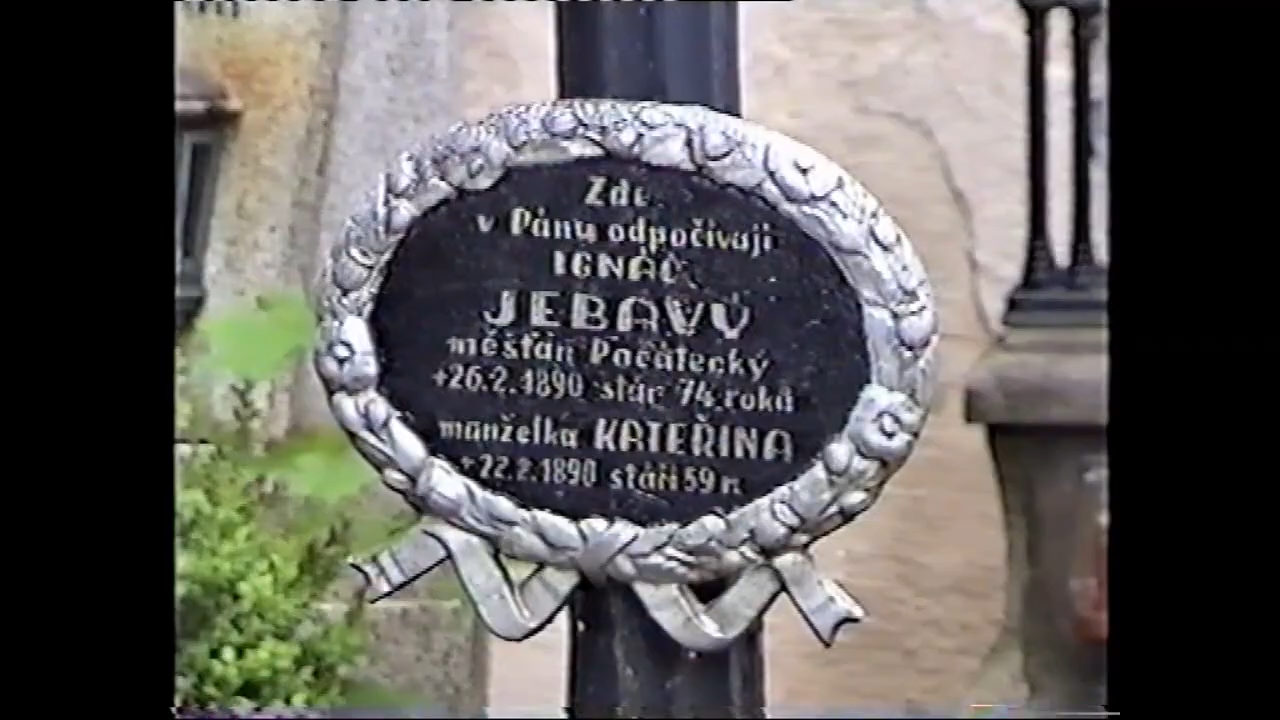 Zde
v Pánu odpočívají
IGNÁC
JEBAVÝ
měšťan Počátecký
+26.2.1890 stár 74 roků
manželka KATEŘINA
+22.2.1890 stáří 59 r.